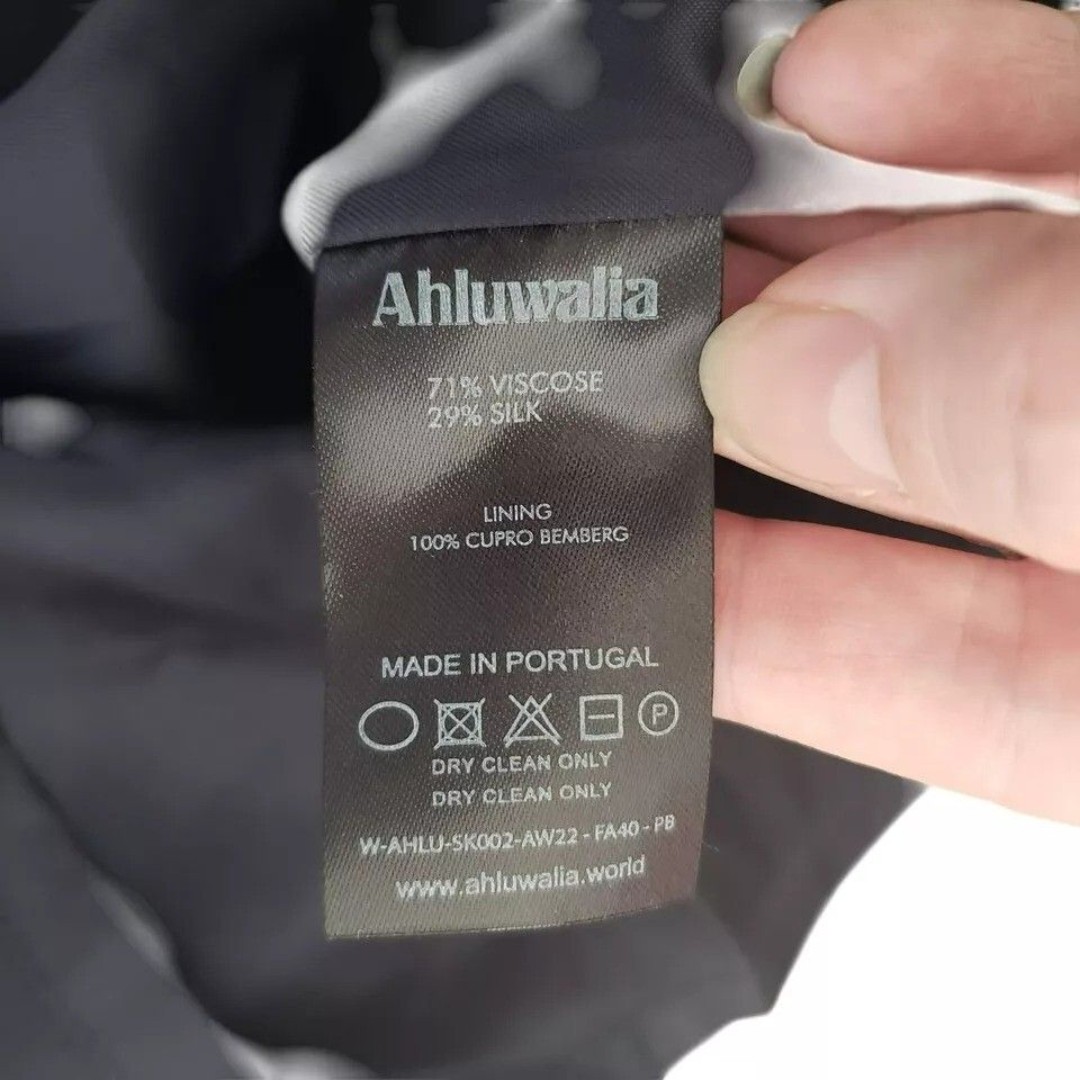 Ahluwalia
71% VISCOSE
29% SILK
LINING
100% CUPRO BEMBERG
MADE IN PORTUGAL
P
DRY CLEAN ONLY
DRY CLEAN ONLY
W-AHLU-SK002-AW22 - FA40 - PB
www.ahluwalia.world